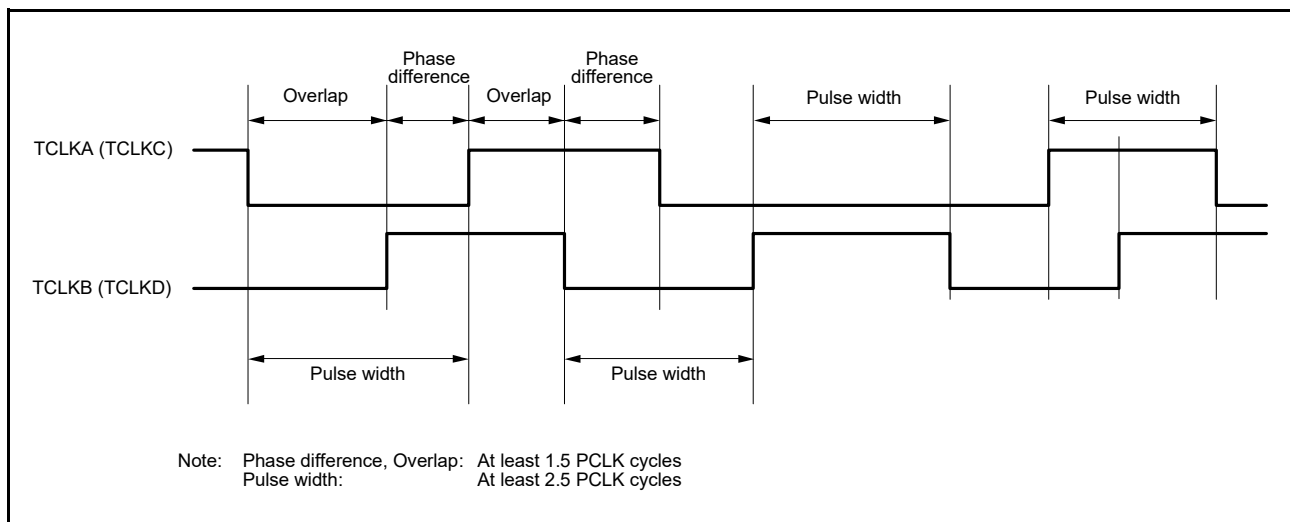 Phase
difference
Phase
difference
Overlap
Overlap
Pulse width
Pulse width
TCLKA (TCLKC)
TCLKB (TCLKD)
Pulse width
Pulse width
Note: Phase difference, Overlap: At least 1.5 PCLK cycles
Pulse width: At least 2.5 PCLK cycles